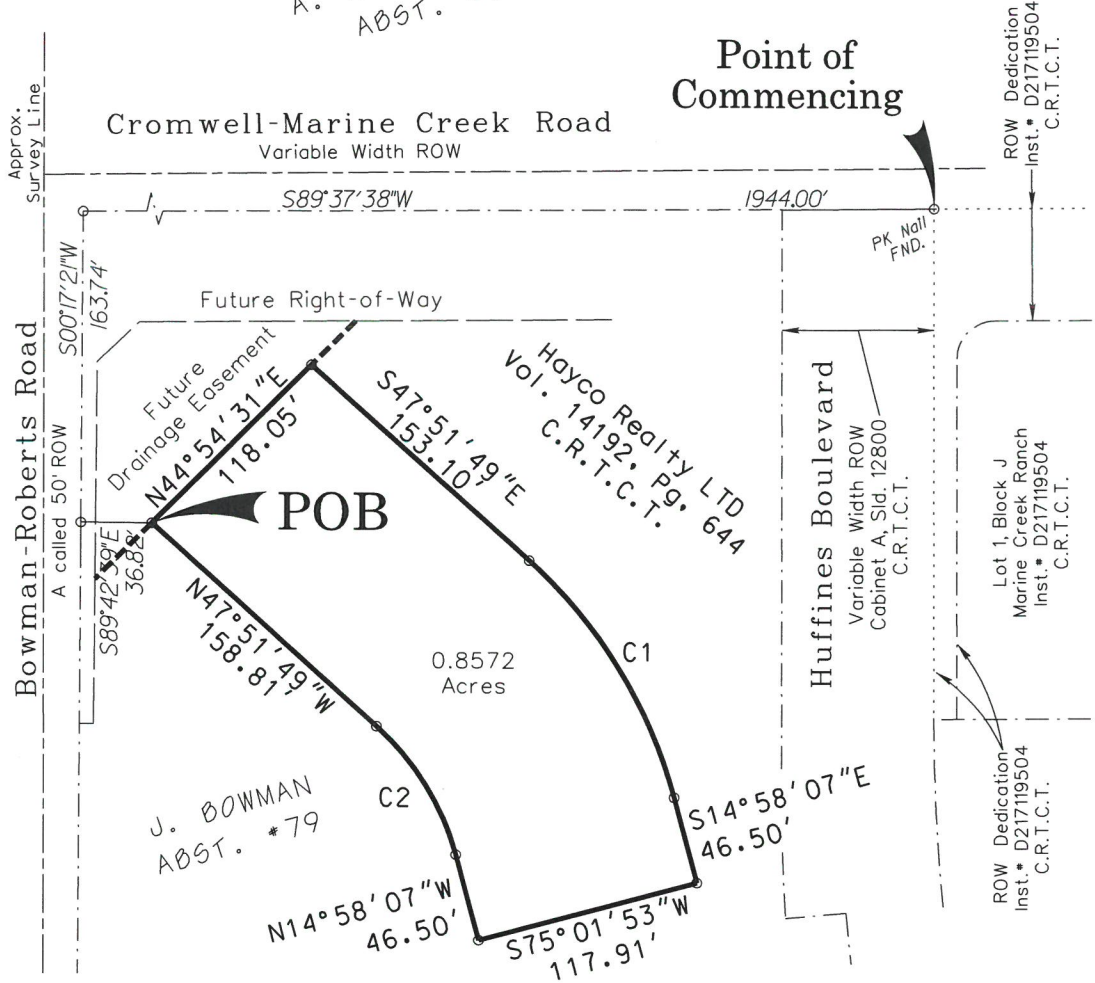 A.
ABST.
Point of
Commencing
ROW Dedication
Inst.* D217119504
C.R.T.C.T.
Approx.
Survey Line
Cromwell-Marine Creek Road
Variable Width ROW
S89°37'38"W
1944.00'
PK Nail
FND.
S00°17'21"W
163.74'
Future Right-of-Way
Future
Drainage Easement
N44°54'31"E
118.05'
S47°51'49"E
153.10'
Hayco Realty LTD
Vol. 14192, Pg. 644
C.R.T.C.T.
Bowman-Roberts Road
A called 50' ROW
POB
S89°42'39"E
36.82'
Huffines Boulevard
Variable Width ROW
Cabinet A, Sld. 12800
C.R.T.C.T.
Lot 1, Block J
Marine Creek Ranch
Inst.* D217119504
C.R.T.C.T.
N47°51'49"W
158.81'
0.8572
Acres
C1
C2
J. BOWMAN
ABST. *79
S14°58'07"E
46.50'
N14°58'07"W
46.50'
S75°01'53"W
117.91'
ROW Dedication
Inst.* D217119504
C.R.T.C.T.